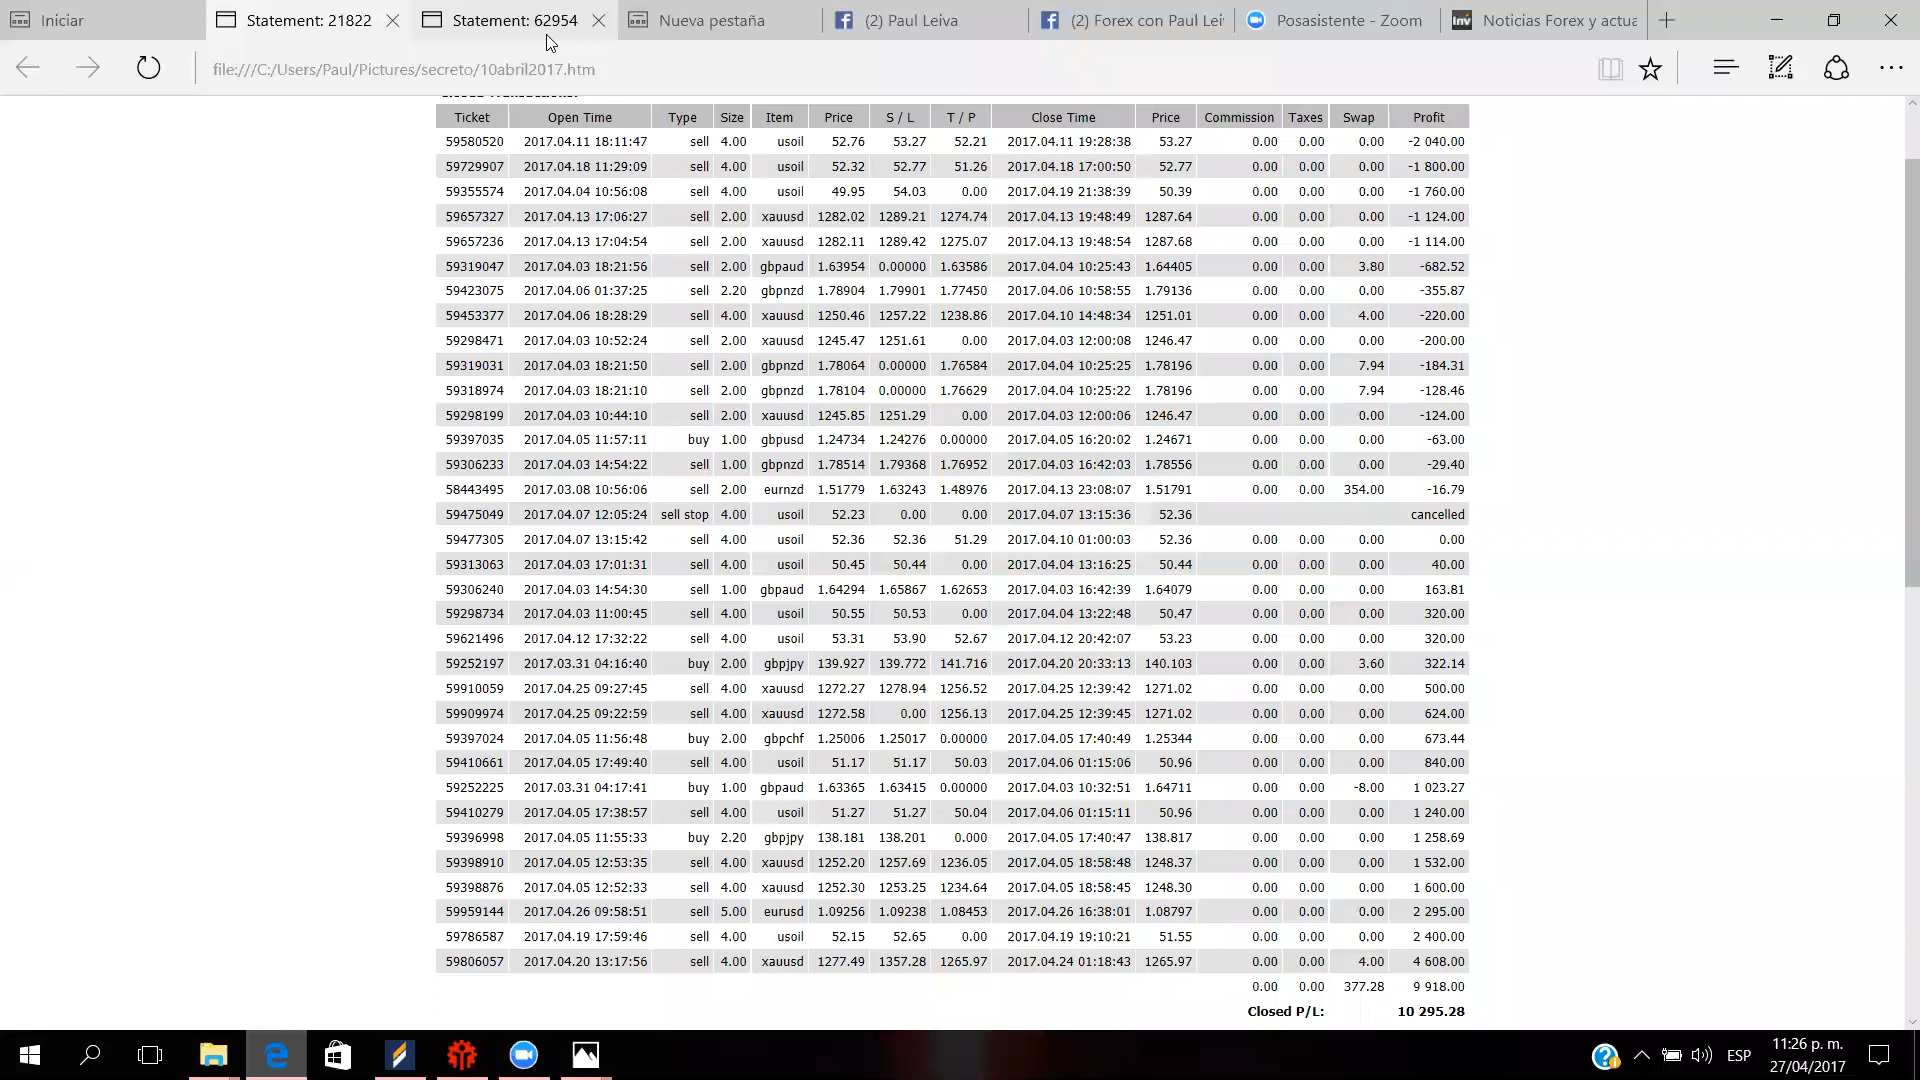 Iniciar
Statement: 21822
Statement: 62954
Nueva pestaña
(2) Paul Leiva
(2) Forex con Paul Lei
Posasistente - Zoom
Noticias Forex y actua
file:///C:/Users/Paul/Pictures/secreto/10abril2017.htm
Ticket Open Time Type Size Item Price S / L T / P Close Time Price Commission Taxes Swap Profit
59580520 2017.04.11 18:11:47 sell 4.00 usoil 52.76 53.27 52.21 2017.04.11 19:28:38 53.27 0.00 0.00 0.00 -2 040.00
59729907 2017.04.18 11:29:09 sell 4.00 usoil 52.32 52.77 51.26 2017.04.18 17:00:50 52.77 0.00 0.00 0.00 -1 800.00
59355574 2017.04.04 10:56:08 sell 4.00 usoil 49.95 54.03 0.00 2017.04.19 21:38:39 50.39 0.00 0.00 0.00 -1 760.00
59657327 2017.04.13 17:06:27 sell 2.00 xauusd 1282.02 1289.21 1274.74 2017.04.13 19:48:49 1287.64 0.00 0.00 0.00 -1 124.00
59657236 2017.04.13 17:04:54 sell 2.00 xauusd 1282.11 1289.42 1275.07 2017.04.13 19:48:54 1287.68 0.00 0.00 0.00 -1 114.00
59319047 2017.04.03 18:21:56 sell 2.00 gbpaud 1.63954 0.00000 1.63586 2017.04.04 10:25:43 1.64405 0.00 0.00 3.80 -682.52
59423075 2017.04.06 01:37:25 sell 2.20 gbpnzd 1.78904 1.79901 1.77450 2017.04.06 10:58:55 1.79136 0.00 0.00 0.00 -355.87
59453377 2017.04.06 18:28:29 sell 4.00 xauusd 1250.46 1257.22 1238.86 2017.04.10 14:48:34 1251.01 0.00 0.00 4.00 -220.00
59298471 2017.04.03 10:52:24 sell 2.00 xauusd 1245.47 1251.61 0.00 2017.04.03 12:00:08 1246.47 0.00 0.00 0.00 -200.00
59319031 2017.04.03 18:21:50 sell 2.00 gbpnzd 1.78064 0.00000 1.76584 2017.04.04 10:25:25 1.78196 0.00 0.00 7.94 -184.31
59318974 2017.04.03 18:21:10 sell 2.00 gbpnzd 1.78104 0.00000 1.76629 2017.04.04 10:25:22 1.78196 0.00 0.00 7.94 -128.46
59298199 2017.04.03 10:44:10 sell 2.00 xauusd 1245.85 1251.29 0.00 2017.04.03 12:00:06 1246.47 0.00 0.00 0.00 -124.00
59397035 2017.04.05 11:57:11 buy 1.00 gbpusd 1.24734 1.24276 0.00000 2017.04.05 16:20:02 1.24671 0.00 0.00 0.00 -63.00
59306233 2017.04.03 14:54:22 sell 1.00 gbpnzd 1.78514 1.79368 1.76952 2017.04.03 16:42:03 1.78556 0.00 0.00 0.00 -29.40
58443495 2017.03.08 10:56:06 sell 2.00 eurnzd 1.51779 1.63243 1.48976 2017.04.13 23:08:07 1.51791 0.00 0.00 354.00 -16.79
59475049 2017.04.07 12:05:24 sell stop 4.00 usoil 52.23 0.00 0.00 2017.04.07 13:15:36 52.36 cancelled
59477305 2017.04.07 13:15:42 sell 4.00 usoil 52.36 52.36 51.29 2017.04.10 01:00:03 52.36 0.00 0.00 0.00 0.00
59313063 2017.04.03 17:01:31 sell 4.00 usoil 50.45 50.44 0.00 2017.04.04 13:16:25 50.44 0.00 0.00 0.00 40.00
59306240 2017.04.03 14:54:30 sell 1.00 gbpaud 1.64294 1.65867 1.62653 2017.04.03 16:42:39 1.64079 0.00 0.00 0.00 163.81
59298734 2017.04.03 11:00:45 sell 4.00 usoil 50.55 50.53 0.00 2017.04.04 13:22:48 50.47 0.00 0.00 0.00 320.00
59621496 2017.04.12 17:32:22 sell 4.00 usoil 53.31 53.90 52.67 2017.04.12 20:42:07 53.23 0.00 0.00 0.00 320.00
59252197 2017.03.31 04:16:40 buy 2.00 gbpjpy 139.927 139.772 141.716 2017.04.20 20:33:13 140.103 0.00 0.00 3.60 322.14
59910059 2017.04.25 09:27:45 sell 4.00 xauusd 1272.27 1278.94 1256.52 2017.04.25 12:39:42 1271.02 0.00 0.00 0.00 500.00
59909974 2017.04.25 09:22:59 sell 4.00 xauusd 1272.58 0.00 1256.13 2017.04.25 12:39:45 1271.02 0.00 0.00 0.00 624.00
59397024 2017.04.05 11:56:48 buy 2.00 gbpchf 1.25006 1.25017 0.00000 2017.04.05 17:40:49 1.25344 0.00 0.00 0.00 673.44
59410661 2017.04.05 17:49:40 sell 4.00 usoil 51.17 51.17 50.03 2017.04.06 01:15:06 50.96 0.00 0.00 0.00 840.00
59252225 2017.03.31 04:17:41 buy 1.00 gbpaud 1.63365 1.63415 0.00000 2017.04.03 10:32:51 1.64711 0.00 0.00 -8.00 1 023.27
59410279 2017.04.05 17:38:57 sell 4.00 usoil 51.27 51.27 50.04 2017.04.06 01:15:11 50.96 0.00 0.00 0.00 1 240.00
59396998 2017.04.05 11:55:33 buy 2.20 gbpjpy 138.181 138.201 0.000 2017.04.05 17:40:47 138.817 0.00 0.00 0.00 1 258.69
59398910 2017.04.05 12:53:35 sell 4.00 xauusd 1252.20 1257.69 1236.05 2017.04.05 18:58:48 1248.37 0.00 0.00 0.00 1 532.00
59398876 2017.04.05 12:52:33 sell 4.00 xauusd 1252.30 1253.25 1234.64 2017.04.05 18:58:45 1248.30 0.00 0.00 0.00 1 600.00
59959144 2017.04.26 09:58:51 sell 5.00 eurusd 1.09256 1.09238 1.08453 2017.04.26 16:38:01 1.08797 0.00 0.00 0.00 2 295.00
59786587 2017.04.19 17:59:46 sell 4.00 usoil 52.15 52.65 0.00 2017.04.19 19:10:21 51.55 0.00 0.00 0.00 2 400.00
59806057 2017.04.20 13:17:56 sell 4.00 xauusd 1277.49 1357.28 1265.97 2017.04.24 01:18:43 1265.97 0.00 0.00 4.00 4 608.00
0.00 0.00 377.28 9 918.00
Closed P/L: 10 295.28
ESP
11:26 p. m.
27/04/2017